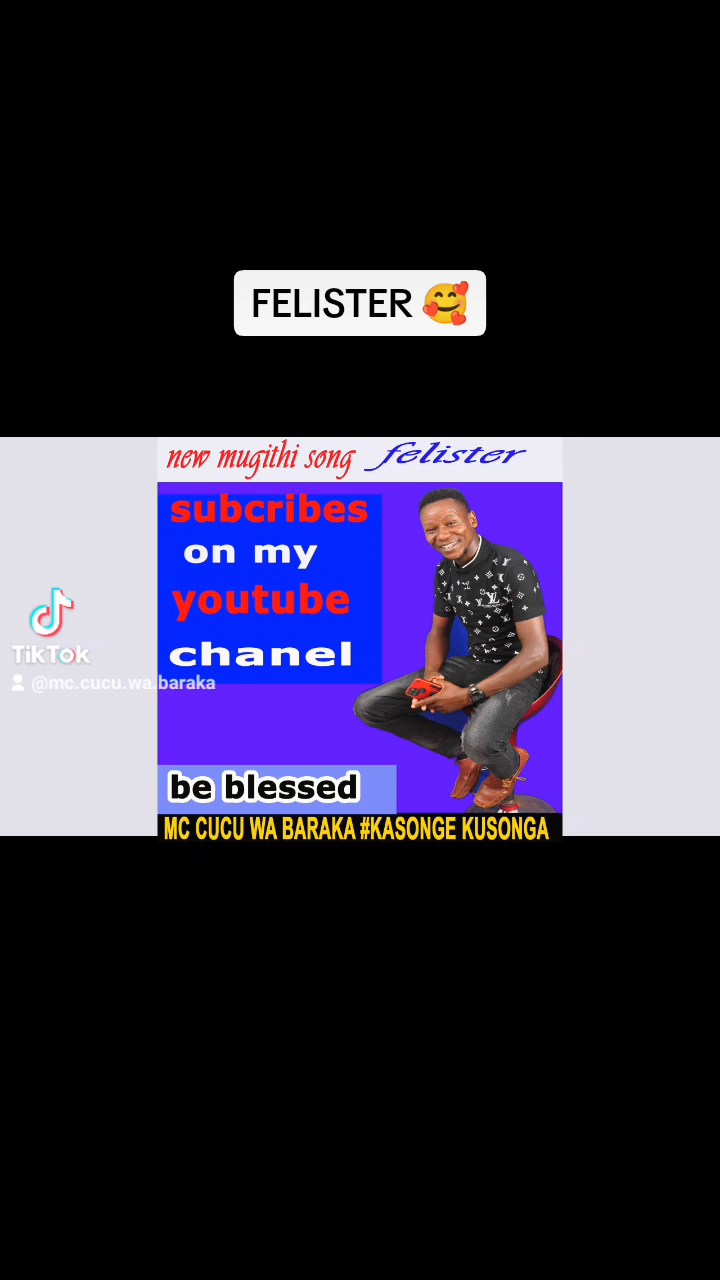 FELISTER 🥰
new mugithi song felister
subcribes
on my
youtube
chanel
TikTok
@mc.cucu.wa.baraka
be blessed
MC CUCU WA BARAKA #KASONGE KUSONGA